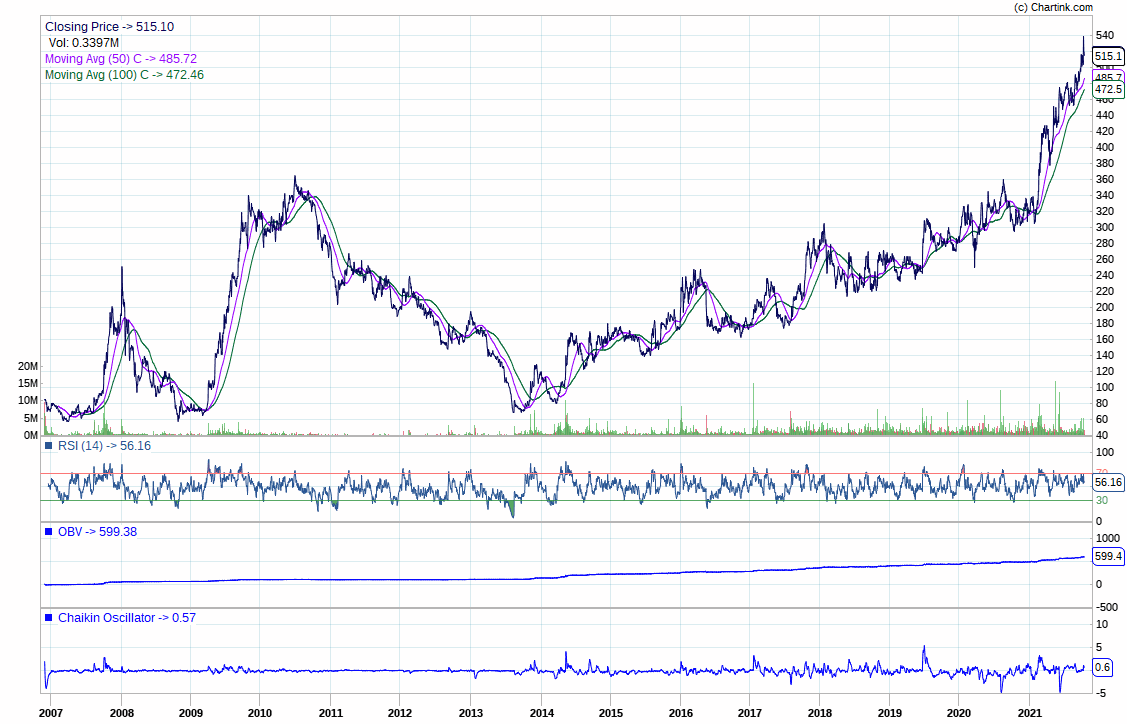 (c) Chartink.com
Closing Price -> 515.10
Vol: 0.3397M
Moving Avg (50) C -> 485.72
Moving Avg (100) C -> 472.46
540
515.1
500
485.7
472.5
460
440
420
400
380
360
340
320
300
280
260
240
220
200
180
160
140
120
100
80
60
40
20M
15M
10M
5M
0M
RSI (14) -> 56.16
100
70
56.16
30
0
OBV -> 599.38
1000
599.4
0
-500
Chaikin Oscillator -> 0.57
10
5
0.6
-5
2007 2008 2009 2010 2011 2012 2013 2014 2015 2016 2017 2018 2019 2020 2021